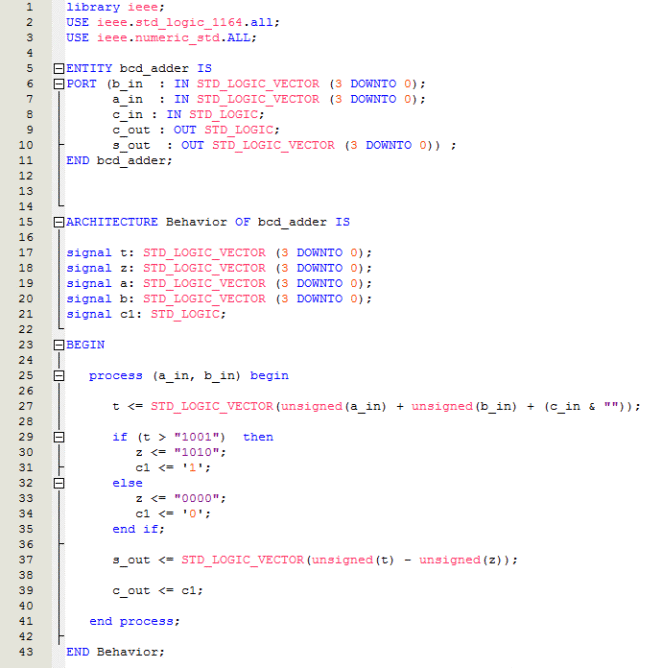 1 library ieee;
2 USE ieee.std_logic_1164.all;
3 USE ieee.numeric_std.ALL;
4
5 ENTITY bcd_adder IS
6 PORT (b_in : IN STD_LOGIC_VECTOR (3 DOWNTO 0);
7 a_in : IN STD_LOGIC_VECTOR (3 DOWNTO 0);
8 c_in : IN STD_LOGIC;
9 c_out : OUT STD_LOGIC;
10 s_out : OUT STD_LOGIC_VECTOR (3 DOWNTO 0)) ;
11 END bcd_adder;
12
13
14
15 ARCHITECTURE Behavior OF bcd_adder IS
16
17 signal t: STD_LOGIC_VECTOR (3 DOWNTO 0);
18 signal z: STD_LOGIC_VECTOR (3 DOWNTO 0);
19 signal a: STD_LOGIC_VECTOR (3 DOWNTO 0);
20 signal b: STD_LOGIC_VECTOR (3 DOWNTO 0);
21 signal c1: STD_LOGIC;
22
23 BEGIN
24
25 process (a_in, b_in) begin
26
27 t <= STD_LOGIC_VECTOR(unsigned(a_in) + unsigned(b_in) + (c_in & ""));
28
29 if (t > "1001") then
30 z <= "1010";
31 c1 <= '1';
32 else
33 z <= "0000";
34 c1 <= '0';
35 end if;
36
37 s_out <= STD_LOGIC_VECTOR(unsigned(t) - unsigned(z));
38
39 c_out <= c1;
40
41 end process;
42
43 END Behavior;